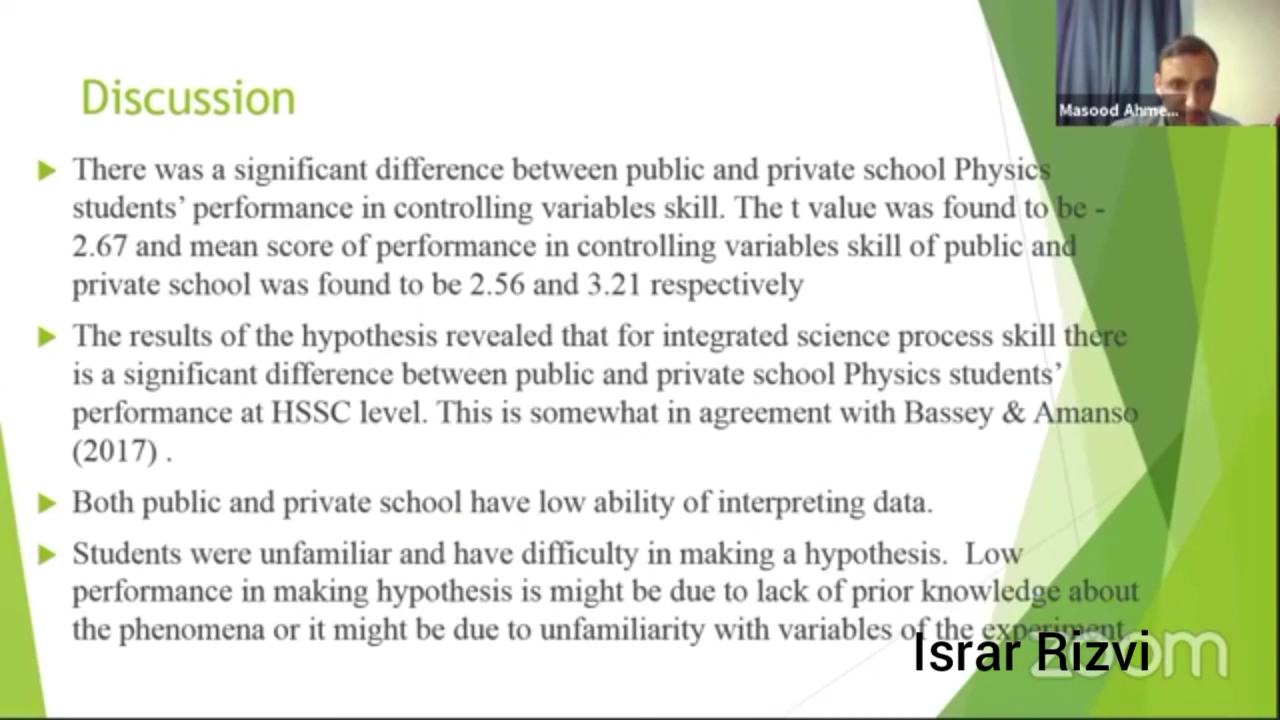 Discussion
Masood Ahme...
There was a significant difference between public and private school Physics
students' performance in controlling variables skill. The t value was found to be -
2.67 and mean score of performance in controlling variables skill of public and
private school was found to be 2.56 and 3.21 respectively
The results of the hypothesis revealed that for integrated science process skill there
is a significant difference between public and private school Physics students'
performance at HSSC level. This is somewhat in agreement with Bassey & Amanso
(2017) .
Both public and private school have low ability of interpreting data.
Students were unfamiliar and have difficulty in making a hypothesis. Low
performance in making hypothesis is might be due to lack of prior knowledge about
the phenomena or it might be due to unfamiliarity with variables of the experiment
Israr Rizvi
zoom